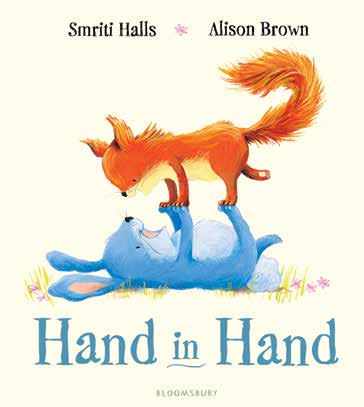 Smriti Halls * Alison Brown
Hand in Hand
BLOOMSBURY